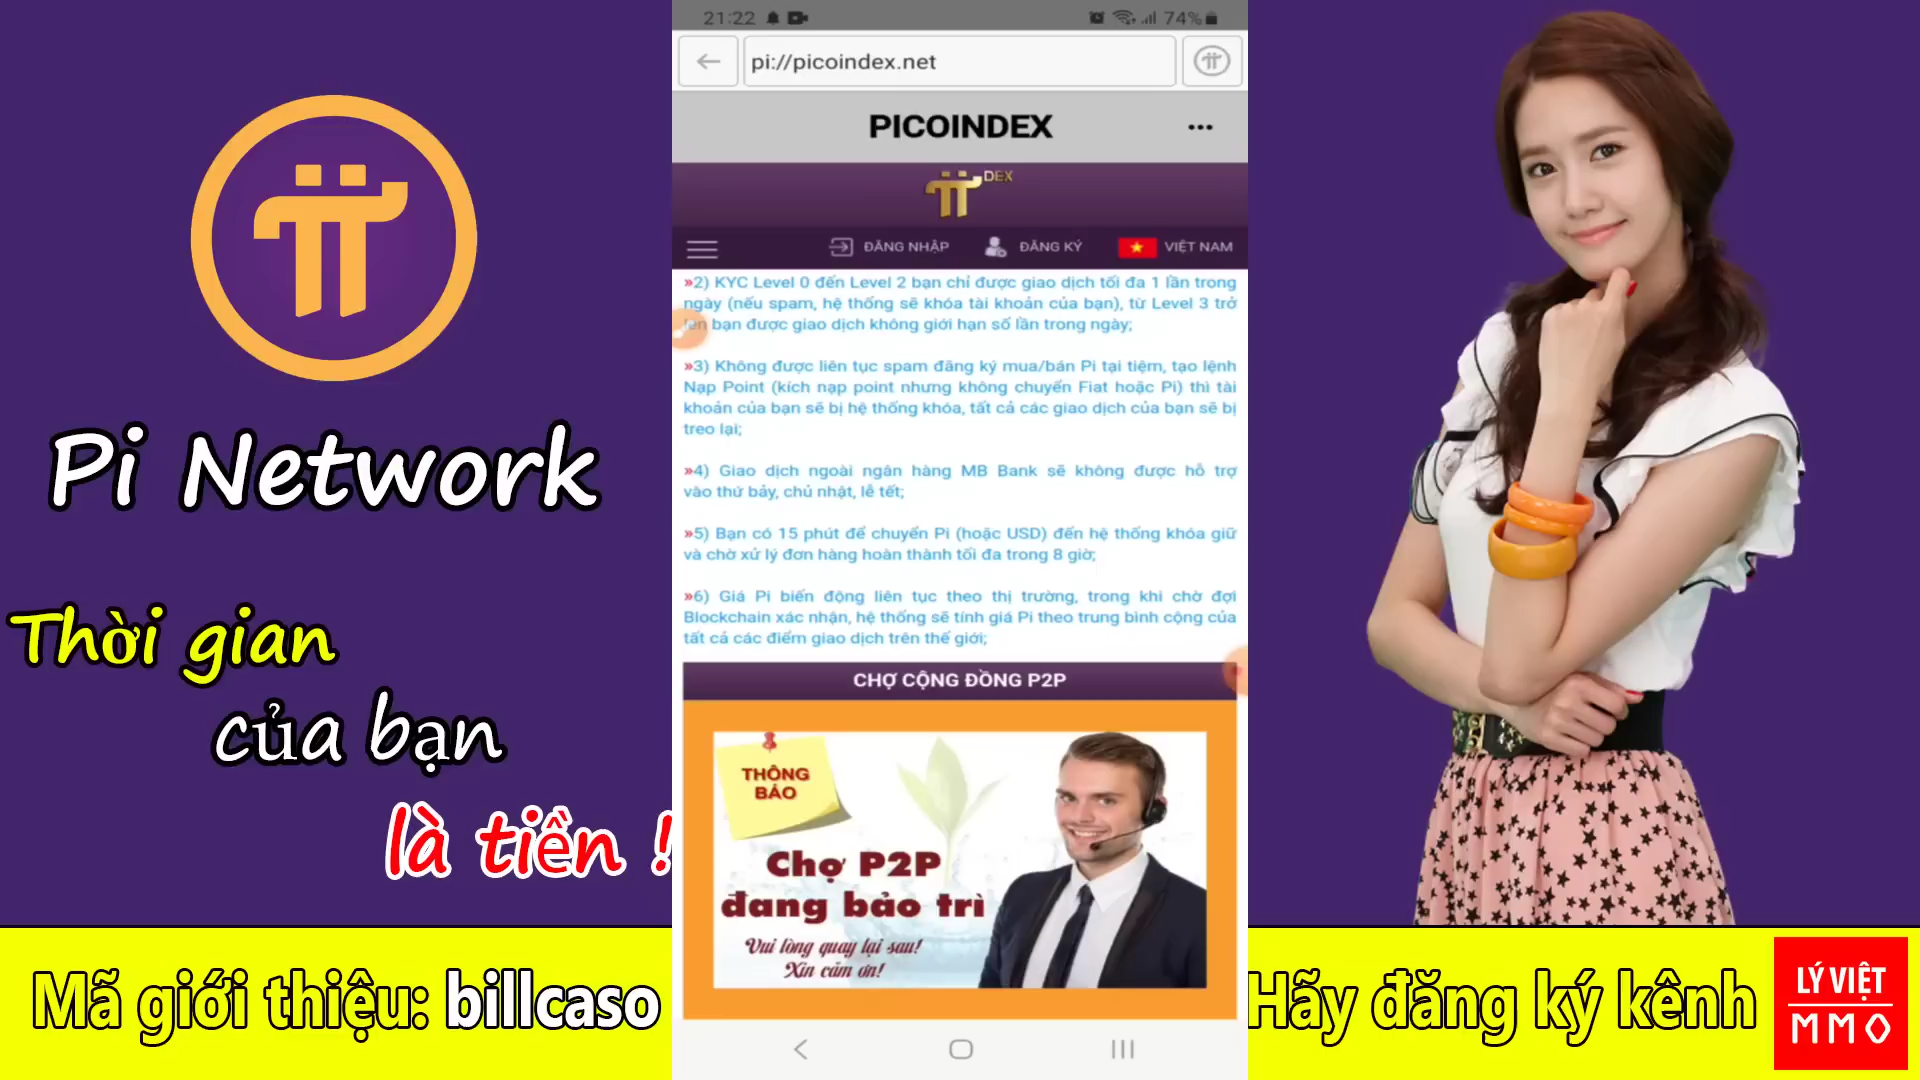 Pi Network
Thời gian
của bạn
là tiền !
Mã giới thiệu: billcaso
21:22
74%
pi://picoindex.net
PICOINDEX
DEX
ĐĂNG NHẬP
ĐĂNG KÝ
VIỆT NAM
»2) KYC Level 0 đến Level 2 bạn chỉ được giao dịch tối đa 1 lần trong
ngày (nếu spam, hệ thống sẽ khóa tài khoản của bạn), từ Level 3 trở
lên bạn được giao dịch không giới hạn số lần trong ngày;
»3) Không được liên tục spam đăng ký mua/bán Pi tại tiệm, tạo lệnh
Nạp Point (kích nạp point nhưng không chuyển Fiat hoặc Pi) thì tài
khoản của bạn sẽ bị hệ thống khóa, tất cả các giao dịch của bạn sẽ bị
treo lại;
»4) Giao dịch ngoài ngân hàng MB Bank sẽ không được hỗ trợ
vào thứ bảy, chủ nhật, lễ tết;
»5) Bạn có 15 phút để chuyển Pi (hoặc USD) đến hệ thống khóa giữ
và chờ xử lý đơn hàng hoàn thành tối đa trong 8 giờ;
»6) Giá Pi biến động liên tục theo thị trường, trong khi chờ đợi
Blockchain xác nhận, hệ thống sẽ tính giá Pi theo trung bình cộng của
tất cả các điểm giao dịch trên thế giới;
CHỢ CỘNG ĐỒNG P2P
THÔNG
BÁO
Chợ P2P
đang bảo trì
Vui lòng quay lại sau!
Xin cảm ơn!
Hãy đăng ký kênh
LÝ VIỆT
MMO